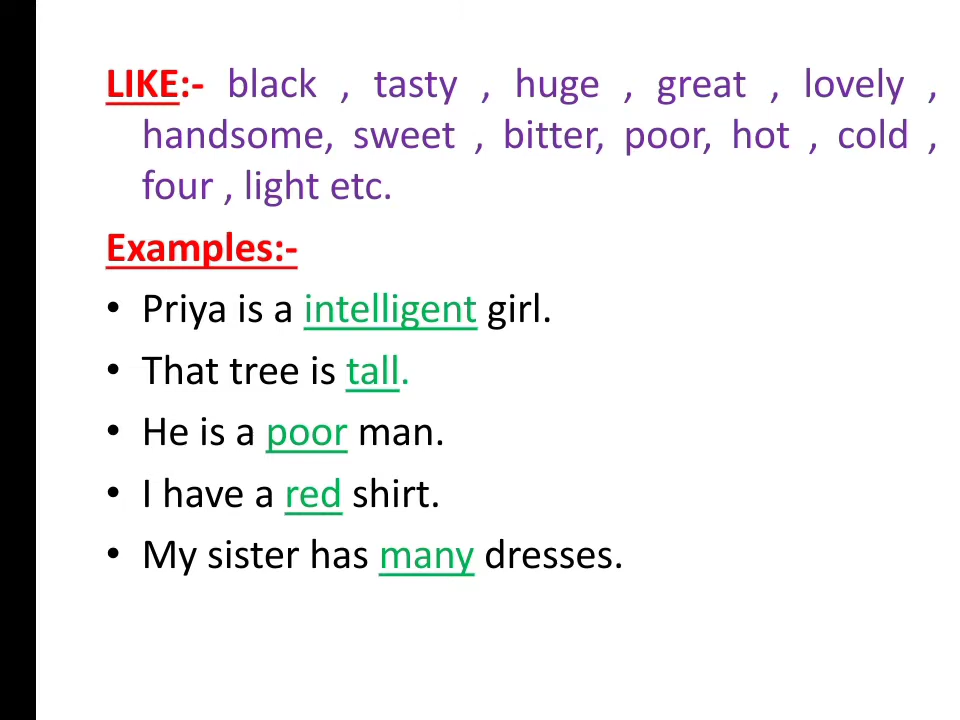 LIKE:- black , tasty , huge , great , lovely ,
handsome, sweet , bitter, poor, hot , cold ,
four , light etc.
Examples:-
• Priya is a intelligent girl.
• That tree is tall.
• He is a poor man.
• I have a red shirt.
• My sister has many dresses.